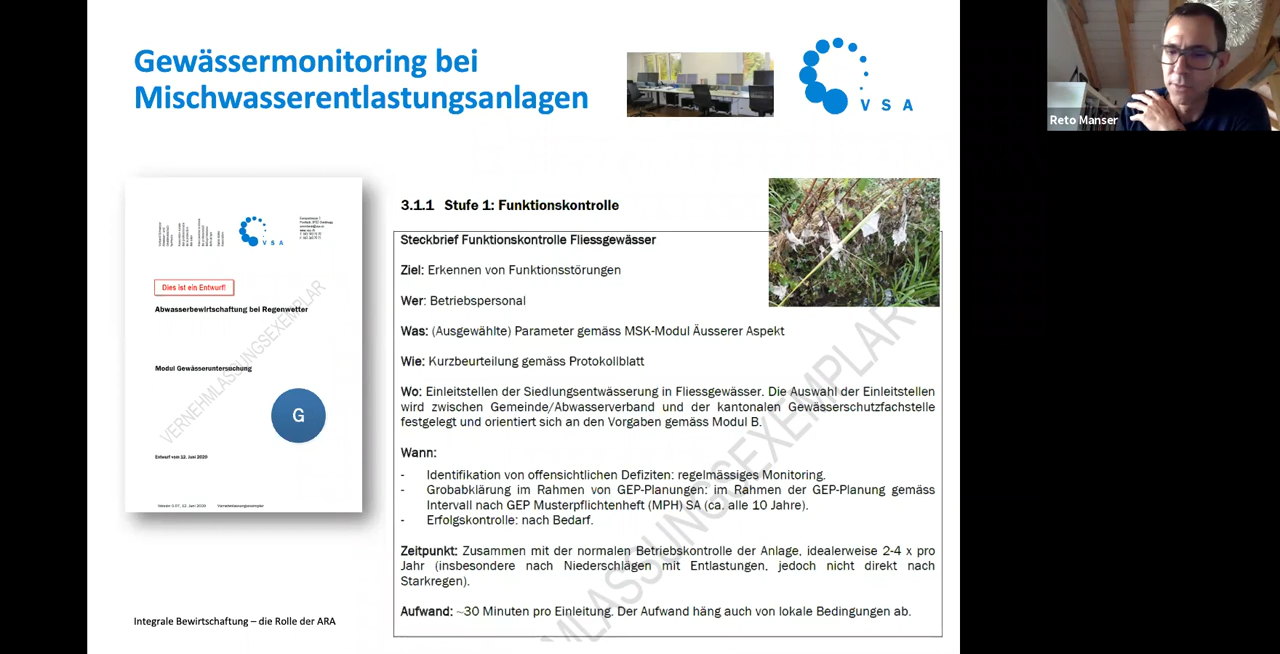 Gewässermonitoring bei
Mischwasserentlastungsanlagen
VSA
Reto Manser
VSA
Dies ist ein Entwurf!
Abwasserbewirtschaftung bei Regenwetter
Modul Gewässeruntersuchung
G
VERNEHMLASSUNGSEXEMPLAR
Entwurf vom 12. Juni 2020
3.1.1 Stufe 1: Funktionskontrolle
Steckbrief Funktionskontrolle Fliessgewässer
Ziel: Erkennen von Funktionsstörungen
Wer: Betriebspersonal
Was: (Ausgewählte) Parameter gemäss MSK-Modul Äusserer Aspekt
Wie: Kurzbeurteilung gemäss Protokollblatt
Wo: Einleitstellen der Siedlungsentwässerung in Fliessgewässer. Die Auswahl der Einleitstellen
wird zwischen Gemeinde/Abwasserverband und der kantonalen Gewässerschutzfachstelle
festgelegt und orientiert sich an den Vorgaben gemäss Modul B.
Wann:
- Identifikation von offensichtlichen Defiziten: regelmässiges Monitoring.
- Grobabklärung im Rahmen von GEP-Planungen: im Rahmen der GEP-Planung gemäss
Intervall nach GEP Musterpflichtenheft (MPH) SA (ca. alle 10 Jahre).
- Erfolgskontrolle: nach Bedarf.
Zeitpunkt: Zusammen mit der normalen Betriebskontrolle der Anlage, idealerweise 2-4 x pro
Jahr (insbesondere nach Niederschlägen mit Entlastungen, jedoch nicht direkt nach
Starkregen).
Aufwand: ~30 Minuten pro Einleitung. Der Aufwand häng auch von lokale Bedingungen ab.
MLASSUNGSEXEMPLAR
Integrale Bewirtschaftung – die Rolle der ARA